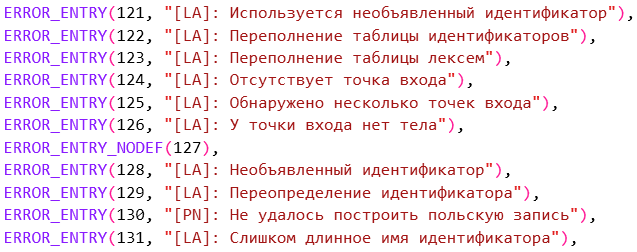 ERROR_ENTRY(121, "[LA]: Используется необъявленный идентификатор"),
ERROR_ENTRY(122, "[LA]: Переполнение таблицы идентификаторов"),
ERROR_ENTRY(123, "[LA]: Переполнение таблицы лексем"),
ERROR_ENTRY(124, "[LA]: Отсутствует точка входа"),
ERROR_ENTRY(125, "[LA]: Обнаружено несколько точек входа"),
ERROR_ENTRY(126, "[LA]: У точки входа нет тела"),
ERROR_ENTRY_NODEF(127),
ERROR_ENTRY(128, "[LA]: Необъявленный идентификатор"),
ERROR_ENTRY(129, "[LA]: Переопределение идентификатора"),
ERROR_ENTRY(130, "[PN]: Не удалось построить польскую запись"),
ERROR_ENTRY(131, "[LA]: Слишком длинное имя идентификатора"),